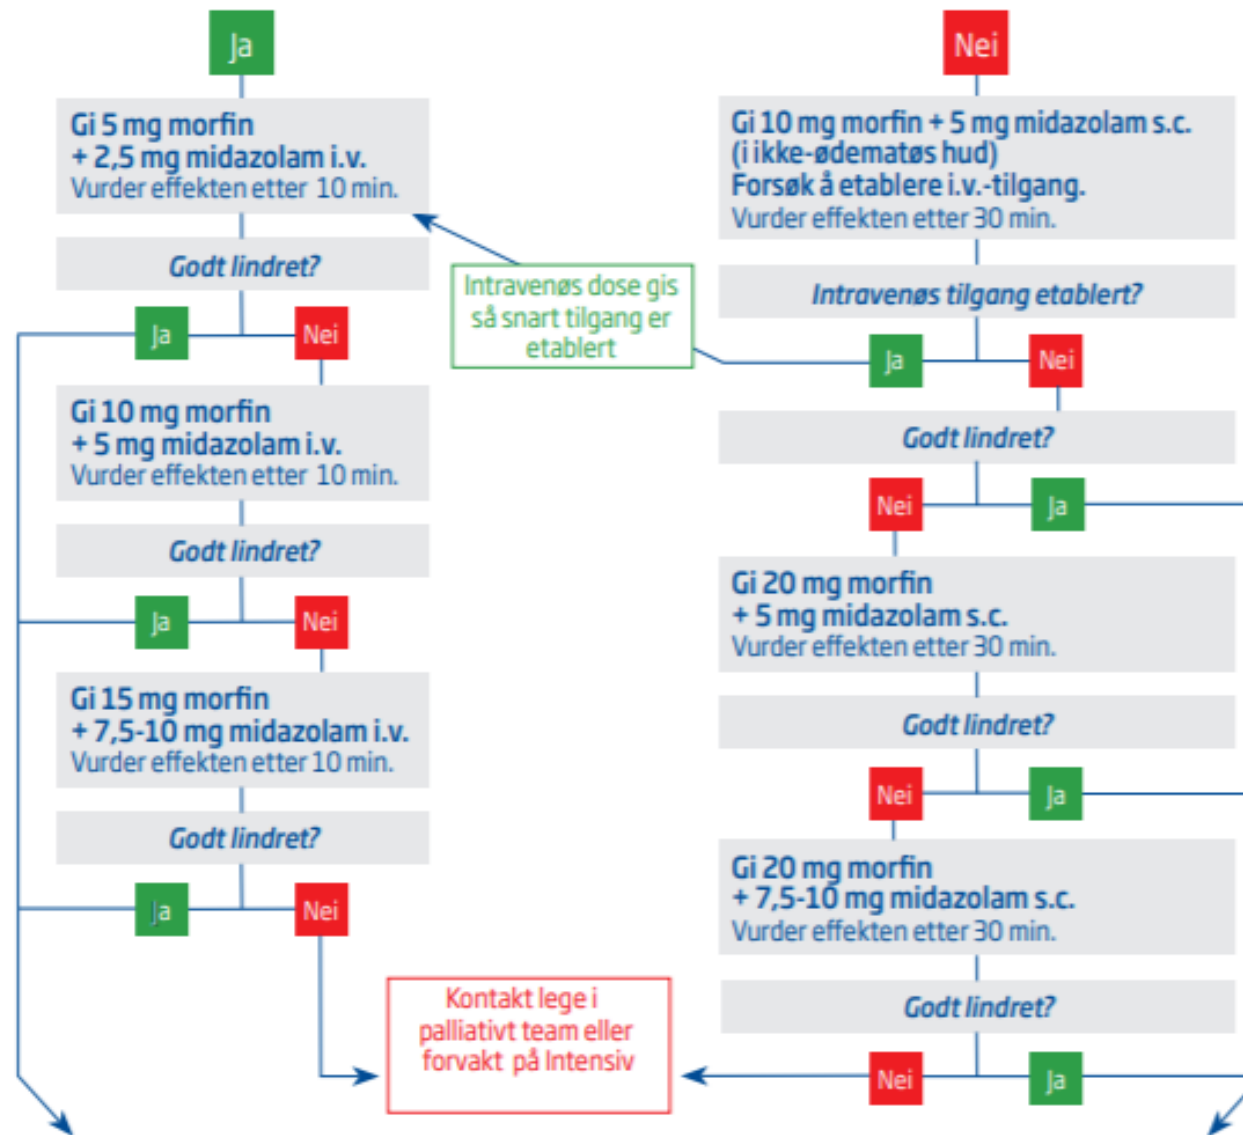 Ja
Gi 5 mg morfin
+ 2,5 mg midazolam i.v.
Vurder effekten etter 10 min.
Godt lindret?
Ja
Nei
Gi 10 mg morfin
+ 5 mg midazolam i.v.
Vurder effekten etter 10 min.
Godt lindret?
Ja
Nei
Gi 15 mg morfin
+ 7,5-10 mg midazolam i.v.
Vurder effekten etter 10 min.
Godt lindret?
Ja
Nei
Intravenøs dose gis
så snart tilgang er
etablert
Kontakt lege i
palliativt team eller
forvakt på Intensiv
Nei
Gi 10 mg morfin + 5 mg midazolam s.c.
(i ikke-ødematøs hud)
Forsøk å etablere i.v.-tilgang.
Vurder effekten etter 30 min.
Intravenøs tilgang etablert?
Ja
Nei
Godt lindret?
Nei
Ja
Gi 20 mg morfin
+ 5 mg midazolam s.c.
Vurder effekten etter 30 min.
Godt lindret?
Nei
Ja
Gi 20 mg morfin
+ 7,5-10 mg midazolam s.c.
Vurder effekten etter 30 min.
Godt lindret?
Nei
Ja